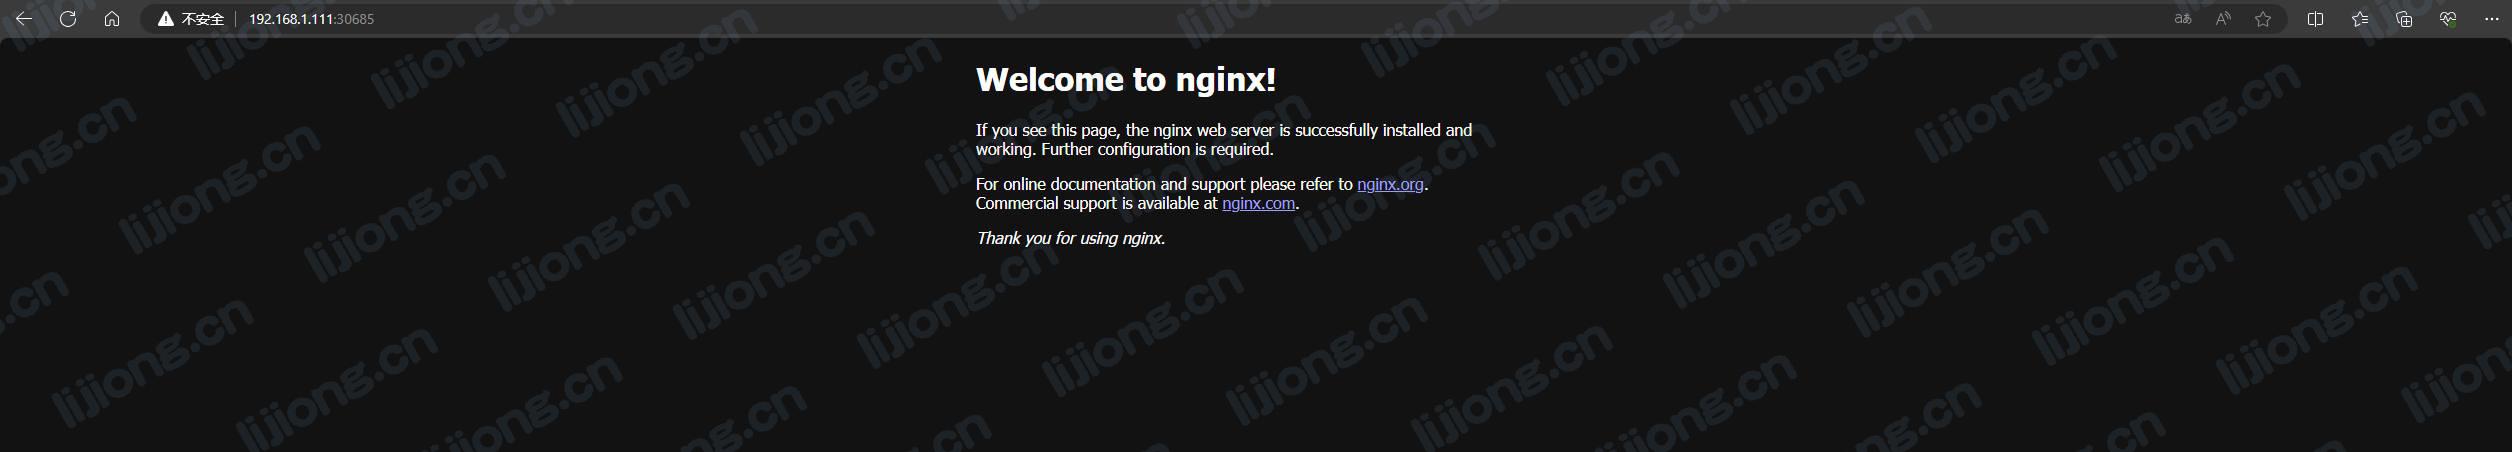 不安全 192.168.1.111:30685
Welcome to nginx!
If you see this page, the nginx web server is successfully installed and
working. Further configuration is required.
For online documentation and support please refer to nginx.org.
Commercial support is available at nginx.com.
Thank you for using nginx.
lijiong.cn